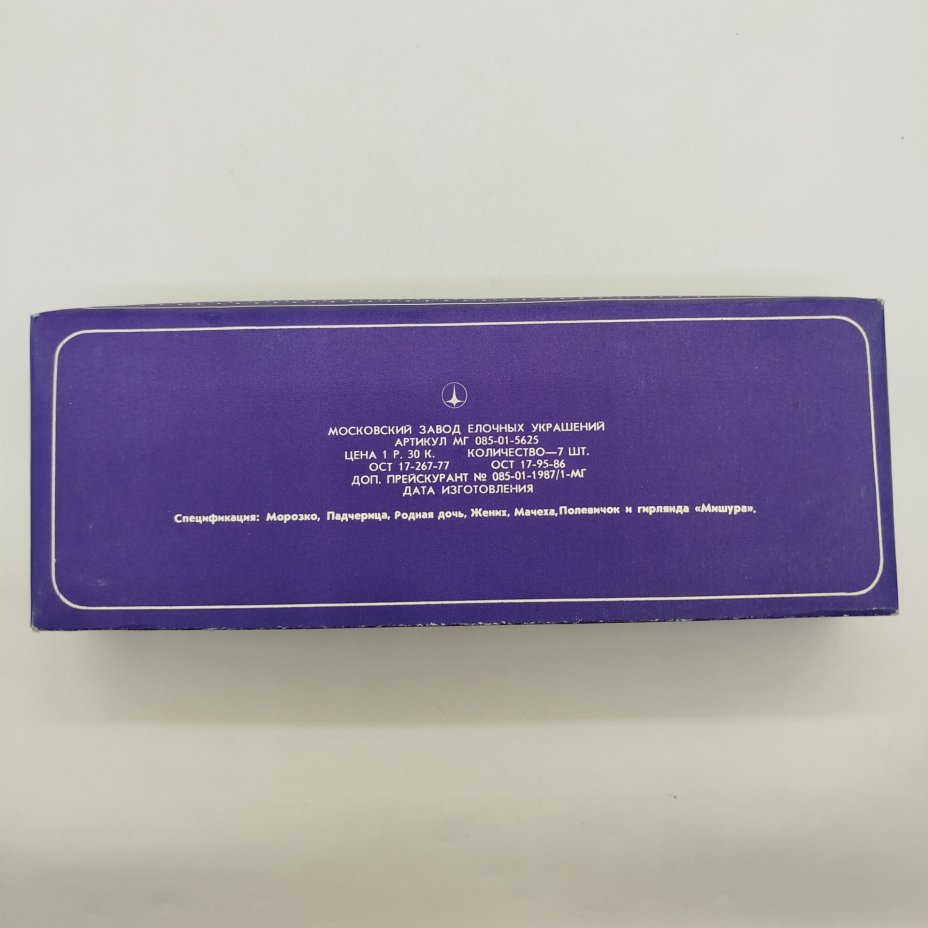 МОСКОВСКИЙ ЗАВОД ЕЛОЧНЫХ УКРАШЕНИЙ
АРТИКУЛ МГ 085-01-5625
ЦЕНА 1 Р. 30 К. КОЛИЧЕСТВО—7 ШТ.
ОСТ 17-267-77 ОСТ 17-95-86
ДОП. ПРЕЙСКУРАНТ № 085-01-1987/1-МГ
ДАТА ИЗГОТОВЛЕНИЯ
Спецификация: Морозко, Падчерица, Родная дочь, Жених, Мачеха,Полевичок и гирлянда «Мишура».